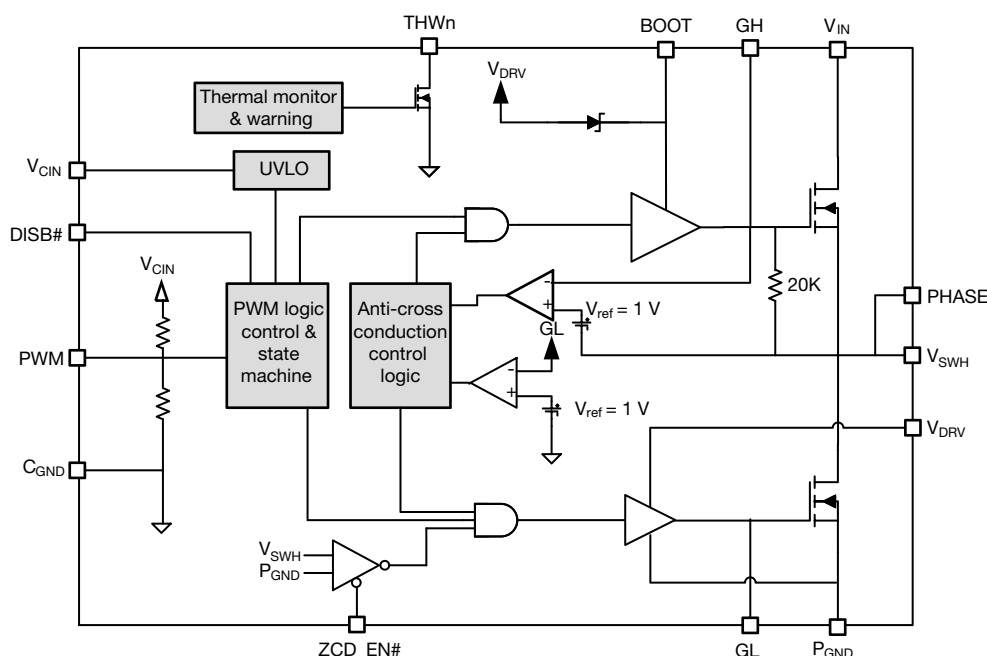 THWn
BOOT
GH
VIN
VDRV
Thermal monitor
& warning
VCIN
UVLO
DISB#
VCIN
20K
PHASE
PWM logic
control &
state
machine
Anti-cross
conduction
control
logic
-
+
Vref = 1 V
GL
PWM
VSWH
-
+
Vref = 1 V
VDRV
CGND
VSWH
PGND
ZCD_EN#
GL
PGND